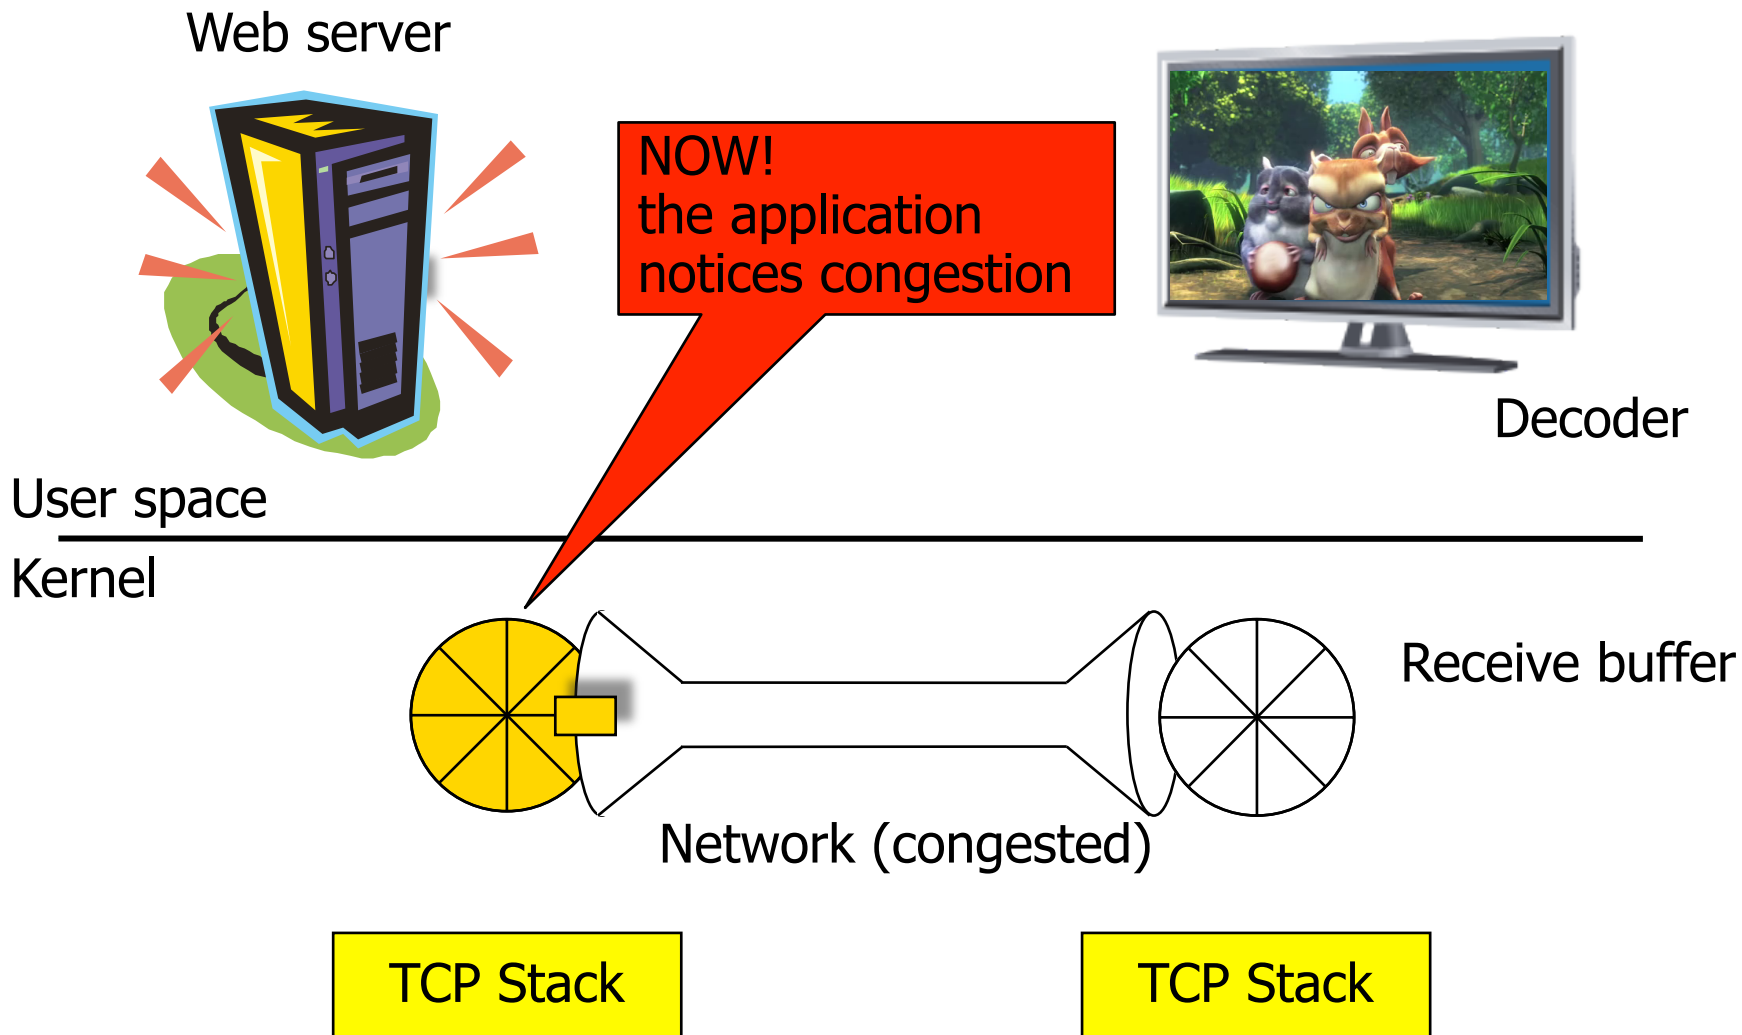 Web server
NOW!
the application
notices congestion
Decoder
User space
Kernel
Receive buffer
Network (congested)
TCP Stack
TCP Stack